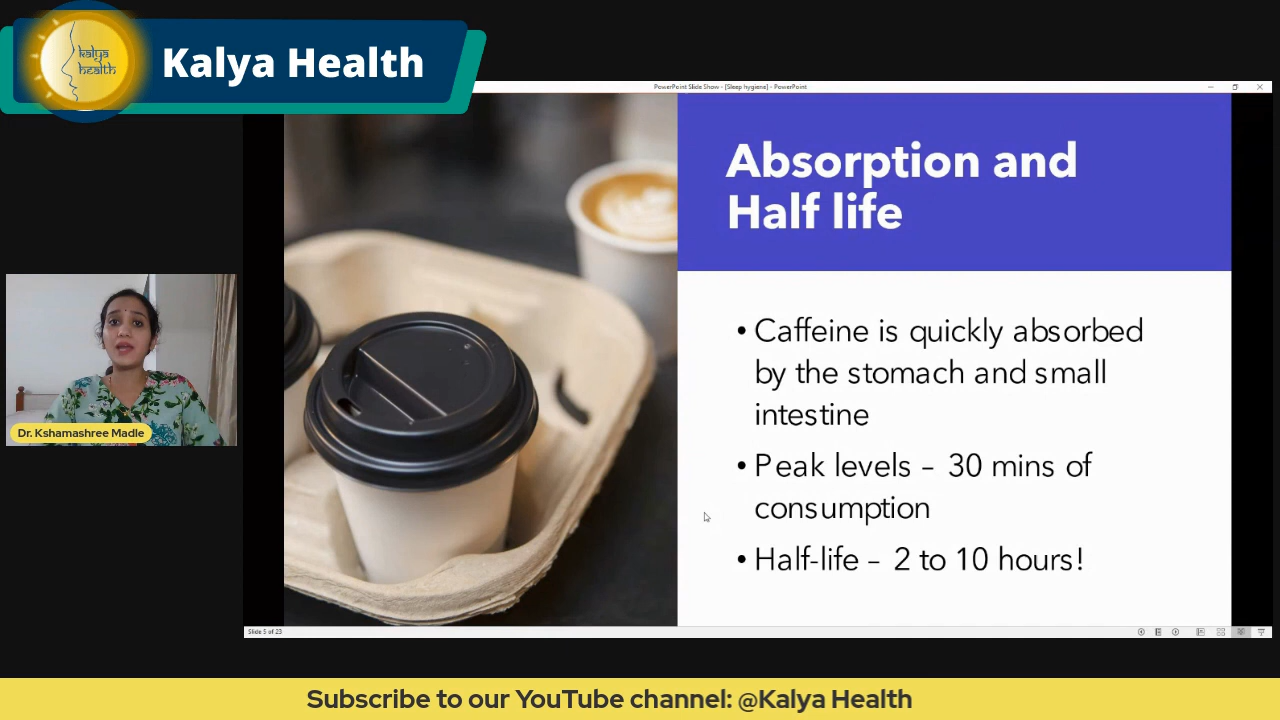 kalya
health
Kalya Health
PowerPoint Slide Show - [Sleep hygiene] - PowerPoint
Absorption and
Half life
• Caffeine is quickly absorbed
by the stomach and small
intestine
• Peak levels – 30 mins of
consumption
• Half-life – 2 to 10 hours!
Dr. Kshamashree Madle
Slide 5 of 23
Subscribe to our YouTube channel: @Kalya Health